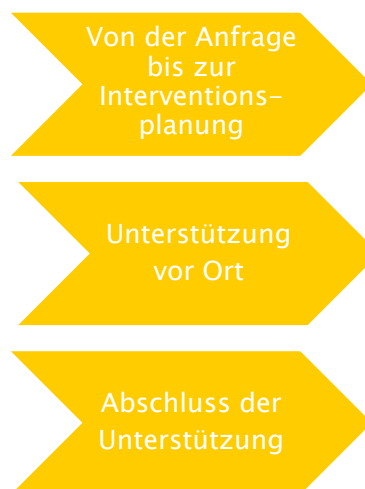 Von der Anfrage
bis zur
Interventions-
planung
Unterstützung
vor Ort
Abschluss der
Unterstützung